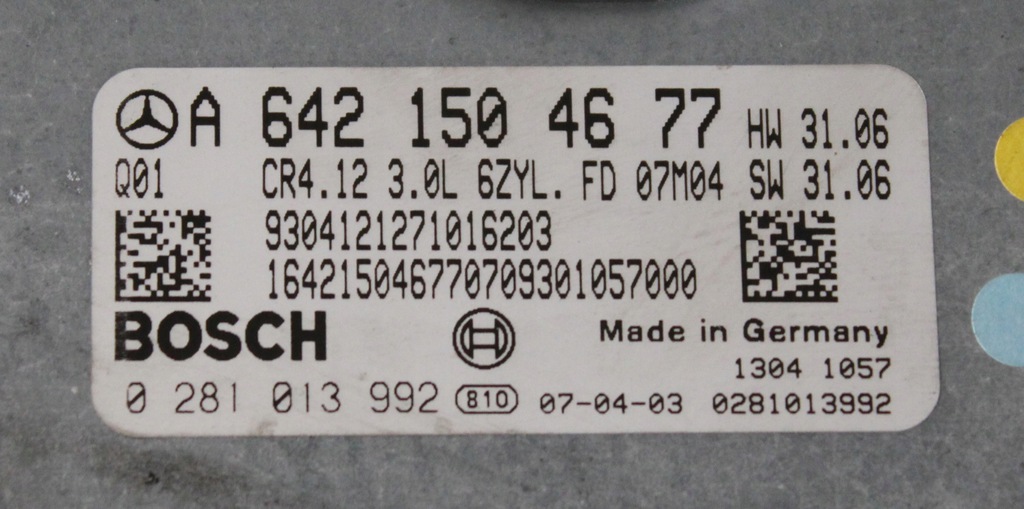 A 642 150 46 77 HW 31.06
Q01 CR4.12 3.0L 6ZYL. FD 07M04 SW 31.06
9304121271016203
164215046770709301057000
BOSCH Made in Germany
1304 1057
0 281 013 992 810 07-04-03 0281013992